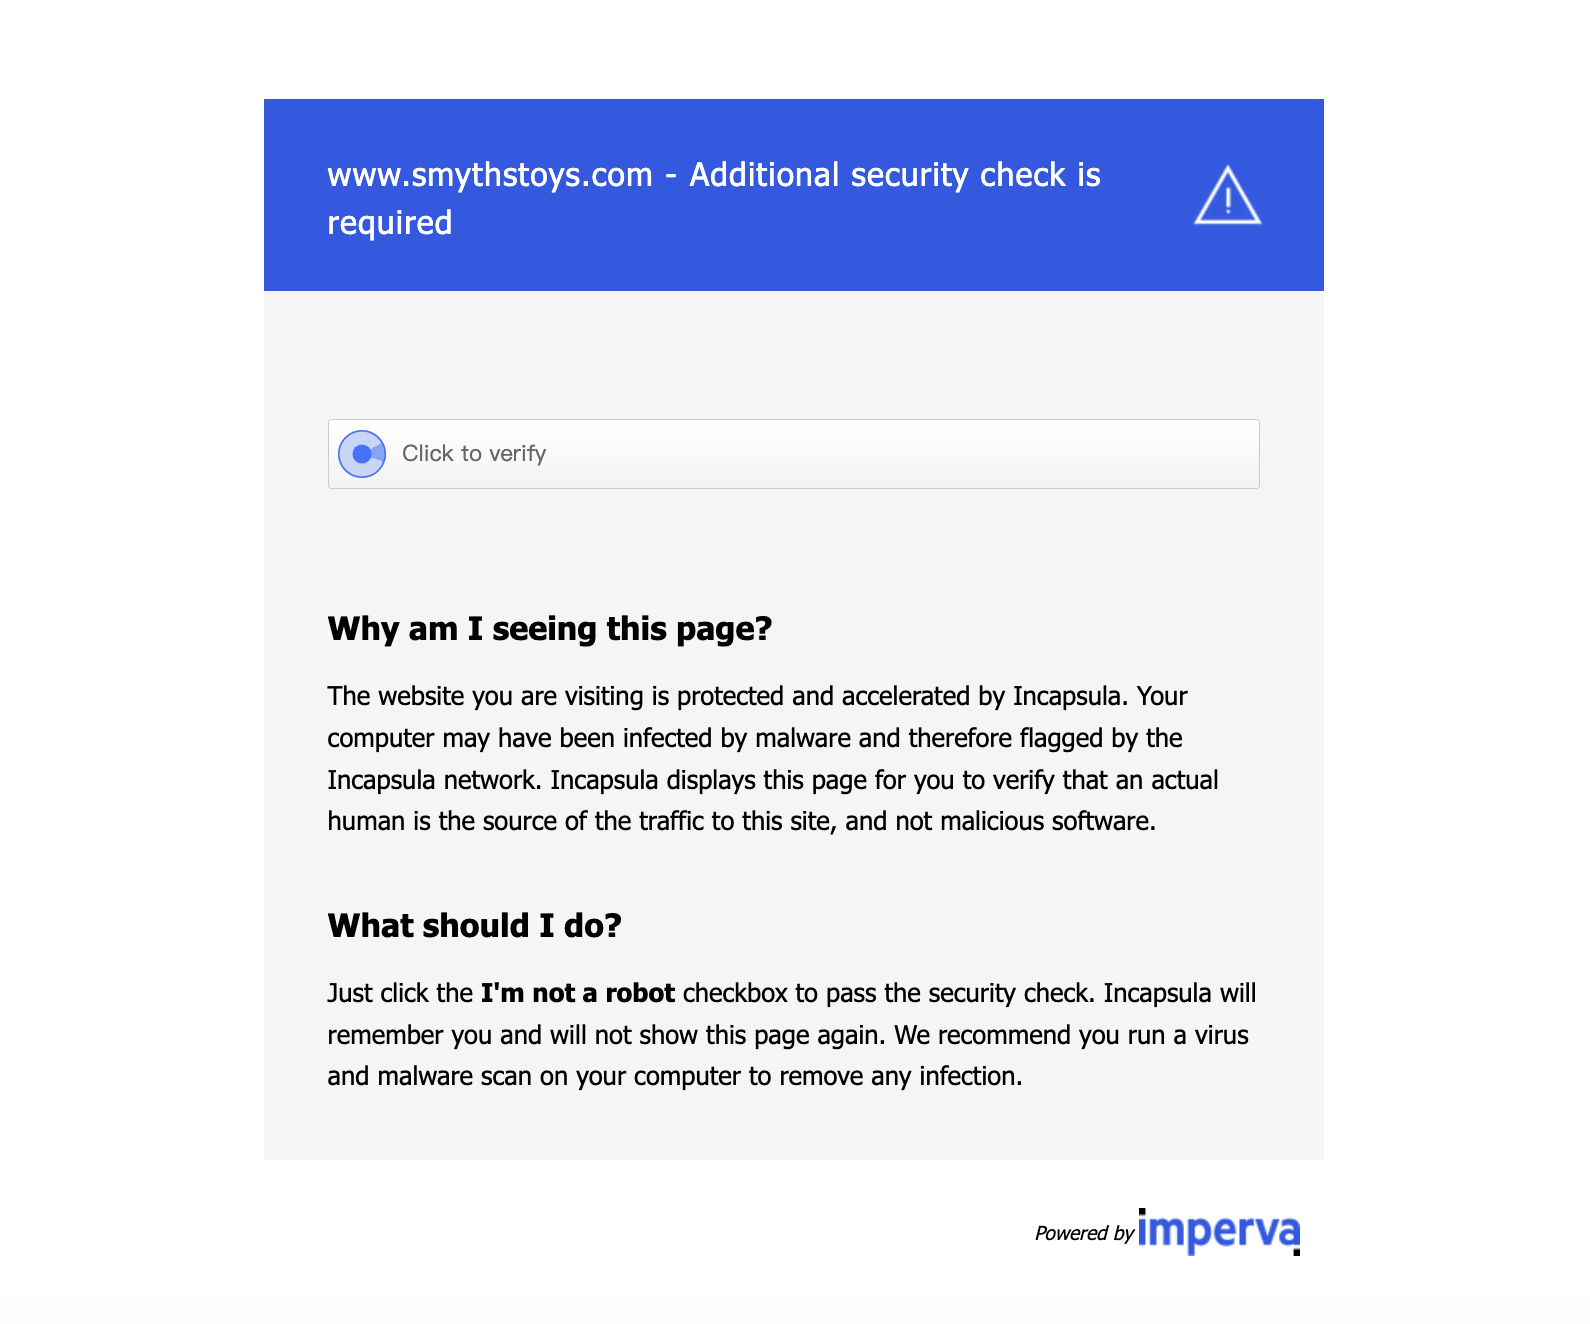 www.smythstoys.com - Additional security check is
required
Click to verify
Why am I seeing this page?
The website you are visiting is protected and accelerated by Incapsula. Your
computer may have been infected by malware and therefore flagged by the
Incapsula network. Incapsula displays this page for you to verify that an actual
human is the source of the traffic to this site, and not malicious software.
What should I do?
Just click the I'm not a robot checkbox to pass the security check. Incapsula will
remember you and will not show this page again. We recommend you run a virus
and malware scan on your computer to remove any infection.
Powered by imperva